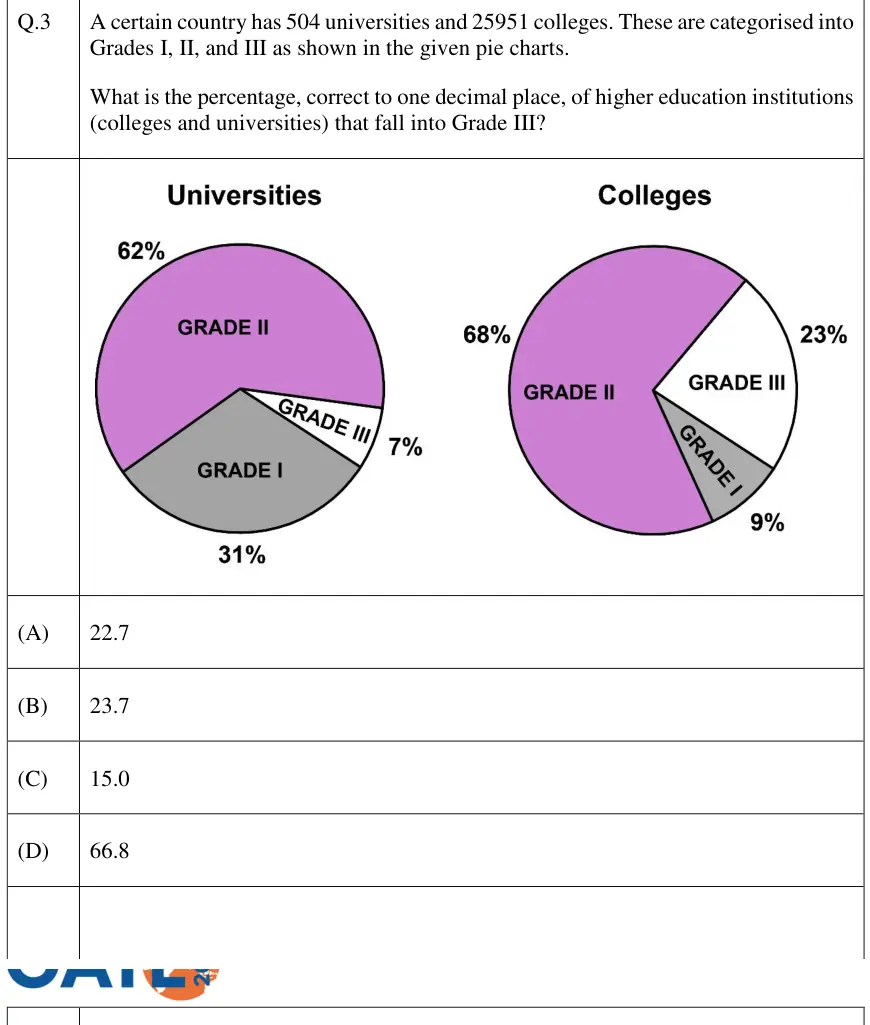 Q.3 A certain country has 504 universities and 25951 colleges. These are categorised into
Grades I, II, and III as shown in the given pie charts.
What is the percentage, correct to one decimal place, of higher education institutions
(colleges and universities) that fall into Grade III?
Universities
62%
GRADE II
GRADE III
7%
GRADE I
31%
Colleges
68%
23%
GRADE III
GRADE II
GRADE I
9%
(A) 22.7
(B) 23.7
(C) 15.0
(D) 66.8